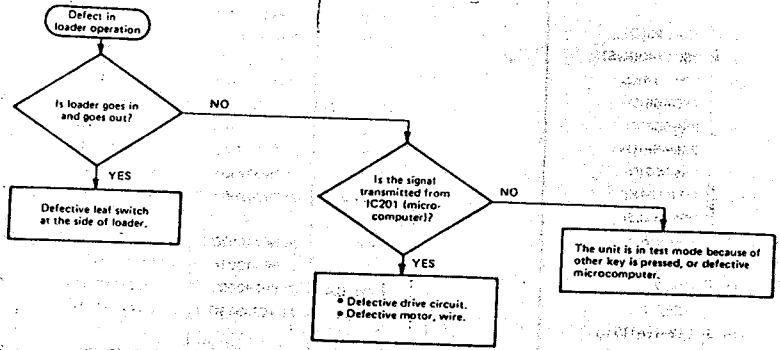 Defect in
loader operation
Is loader goes in
and goes out?
NO
YES
Defective leaf switch
at the side of loader.
Is the signal
transmitted from
IC201 (micro-
computer)?
NO
YES
The unit is in test mode because of
other key is pressed, or defective
microcomputer.
• Defective drive circuit.
• Defective motor, wire.